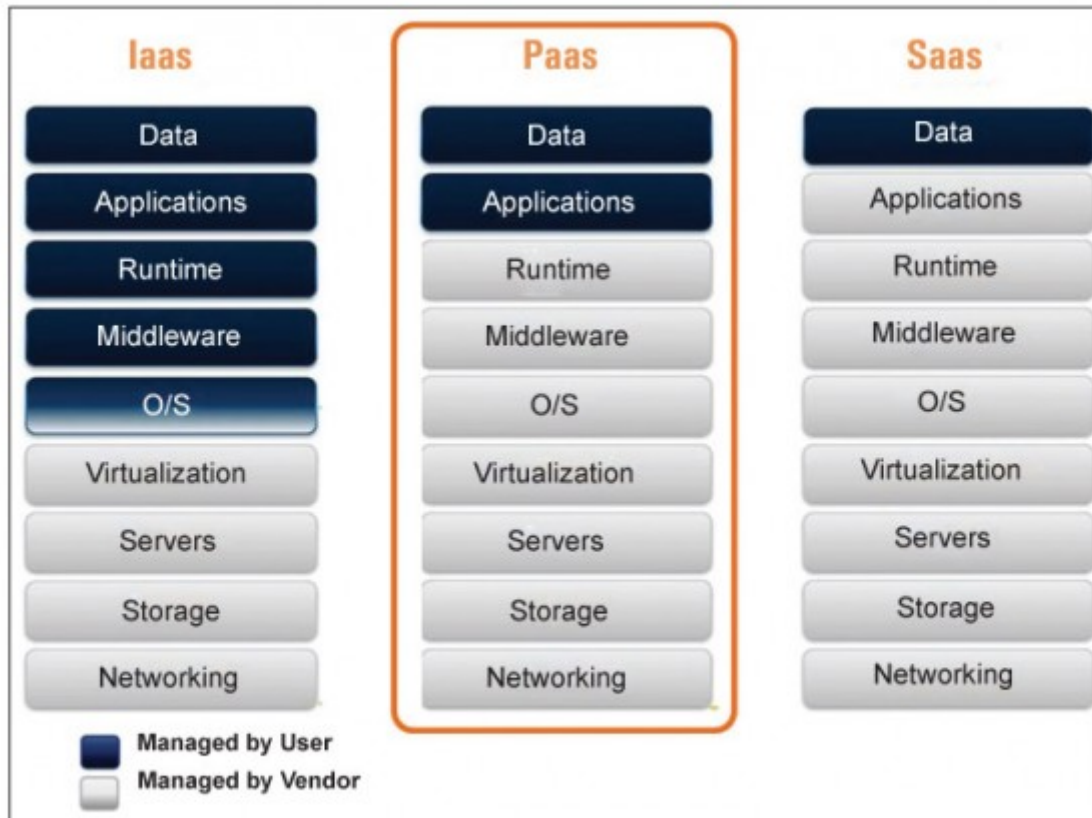 Iaas
Paas
Saas
Data
Data
Data
Applications
Applications
Applications
Runtime
Runtime
Runtime
Middleware
Middleware
Middleware
O/S
O/S
O/S
Virtualization
Virtualization
Virtualization
Servers
Servers
Servers
Storage
Storage
Storage
Networking
Networking
Networking
Managed by User
Managed by Vendor